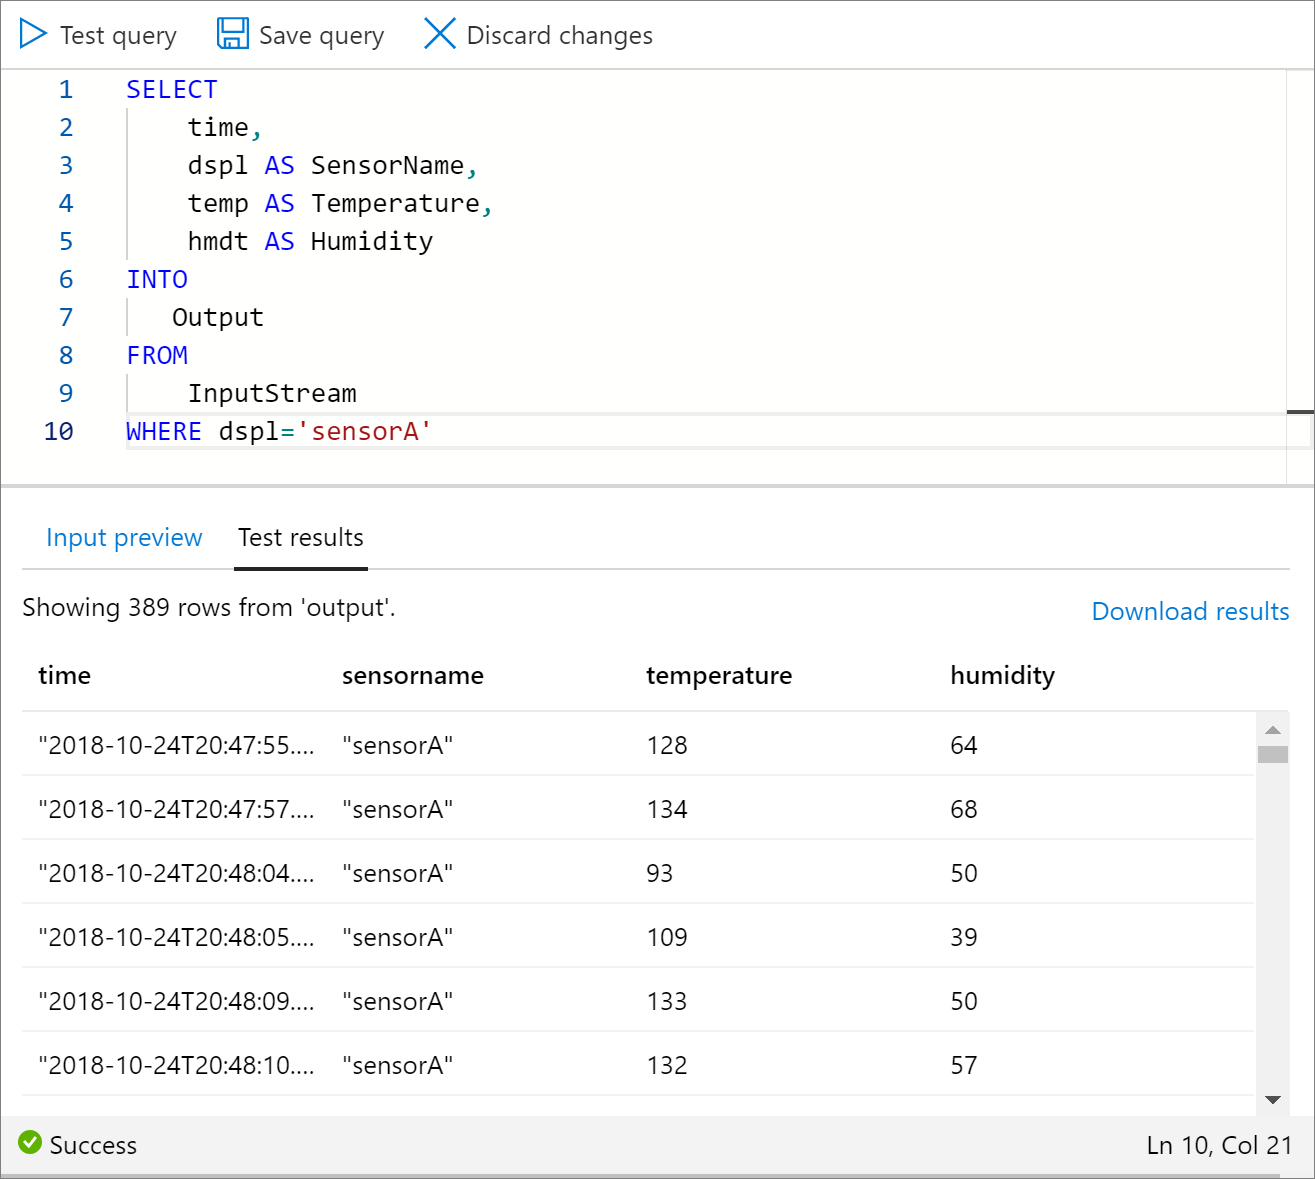 Test query Save query Discard changes
1 SELECT
2 time,
3 dspl AS SensorName,
4 temp AS Temperature,
5 hmdt AS Humidity
6 INTO
7 Output
8 FROM
9 InputStream
10 WHERE dspl='sensorA'
Input preview Test results
Showing 389 rows from 'output'.
Download results
time sensorname temperature humidity
"2018-10-24T20:47:55.... "sensorA" 128 64
"2018-10-24T20:47:57.... "sensorA" 134 68
"2018-10-24T20:48:04.... "sensorA" 93 50
"2018-10-24T20:48:05.... "sensorA" 109 39
"2018-10-24T20:48:09.... "sensorA" 133 50
"2018-10-24T20:48:10.... "sensorA" 132 57
Success Ln 10, Col 21